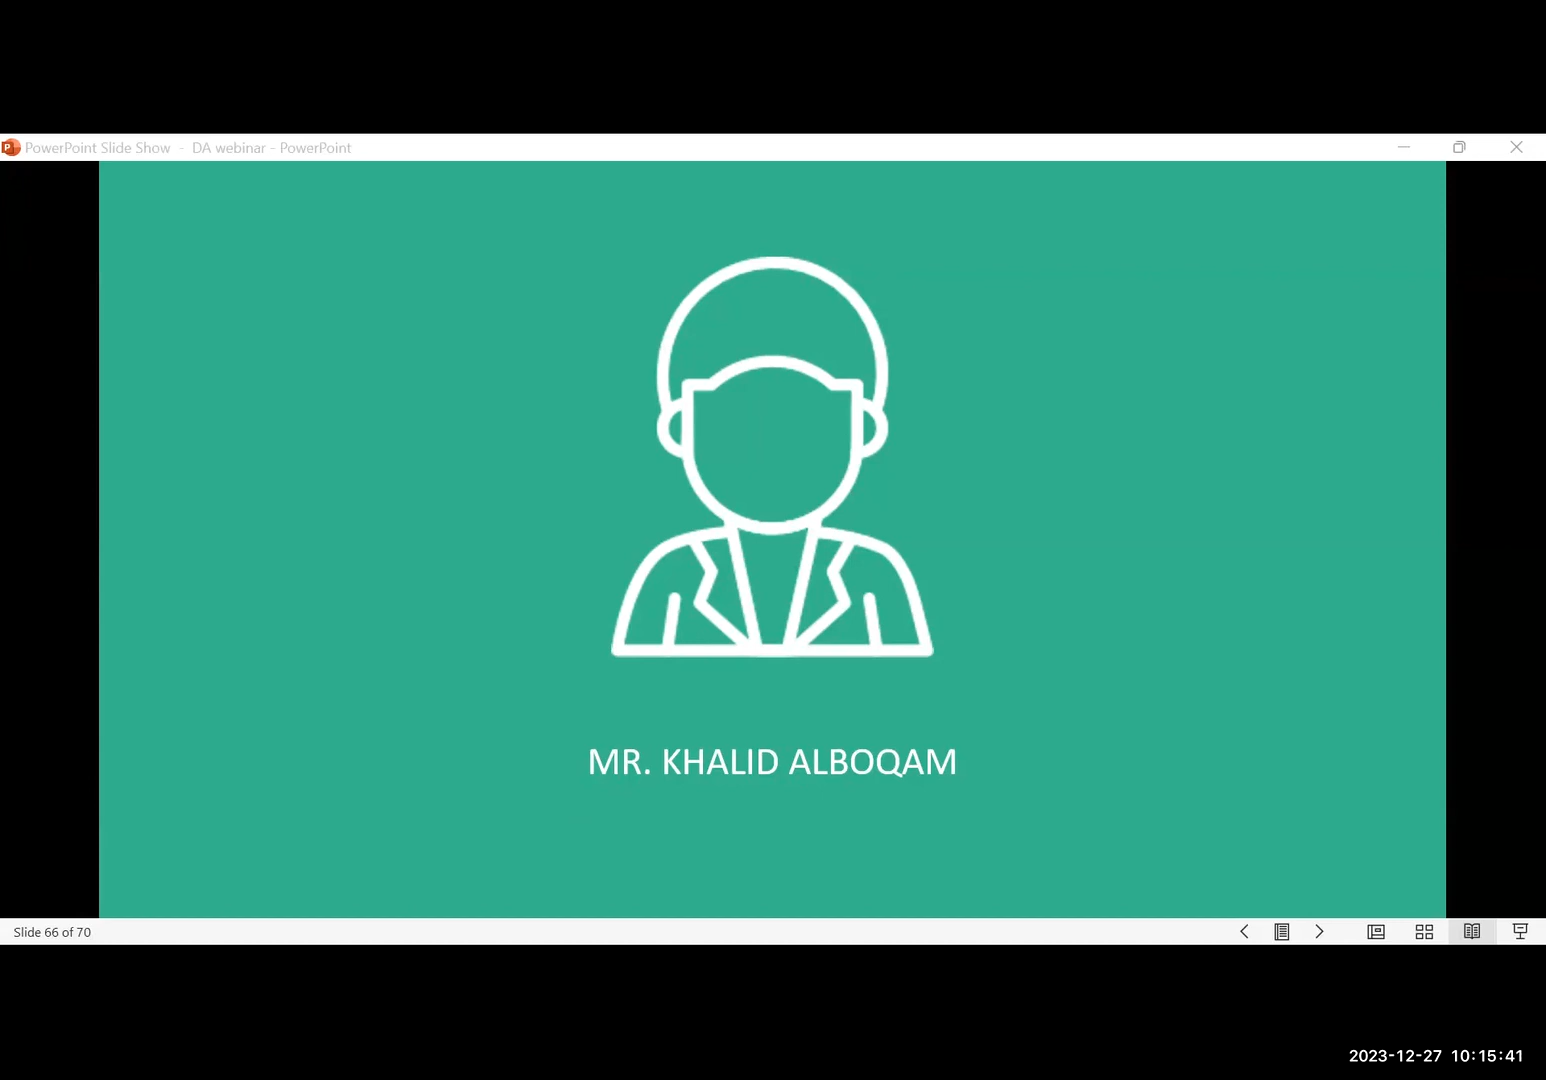 PowerPoint Slide Show - DA webinar - PowerPoint
MR. KHALID ALBOQAM
Slide 66 of 70
2023-12-27 10:15:41